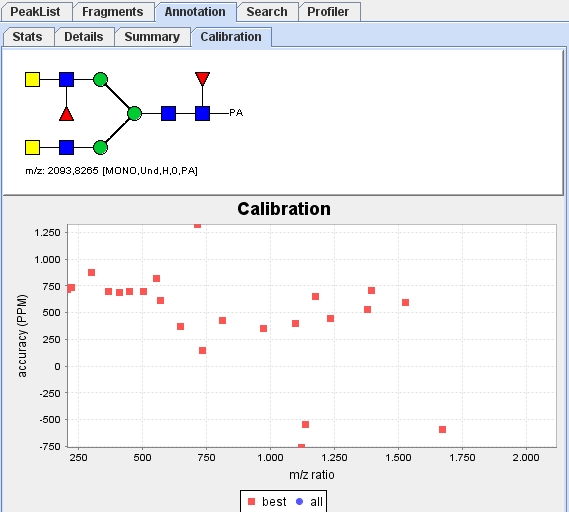 PeakList Fragments Annotation Search Profiler
Stats Details Summary Calibration
PA
m/z: 2093,8265 [MONO,Und,H,0,PA]
Calibration
1.250
1.000
750
500
250
0
-250
-500
-750
accuracy (PPM)
250 500 750 1.000 1.250 1.500 1.750 2.000
m/z ratio
best all